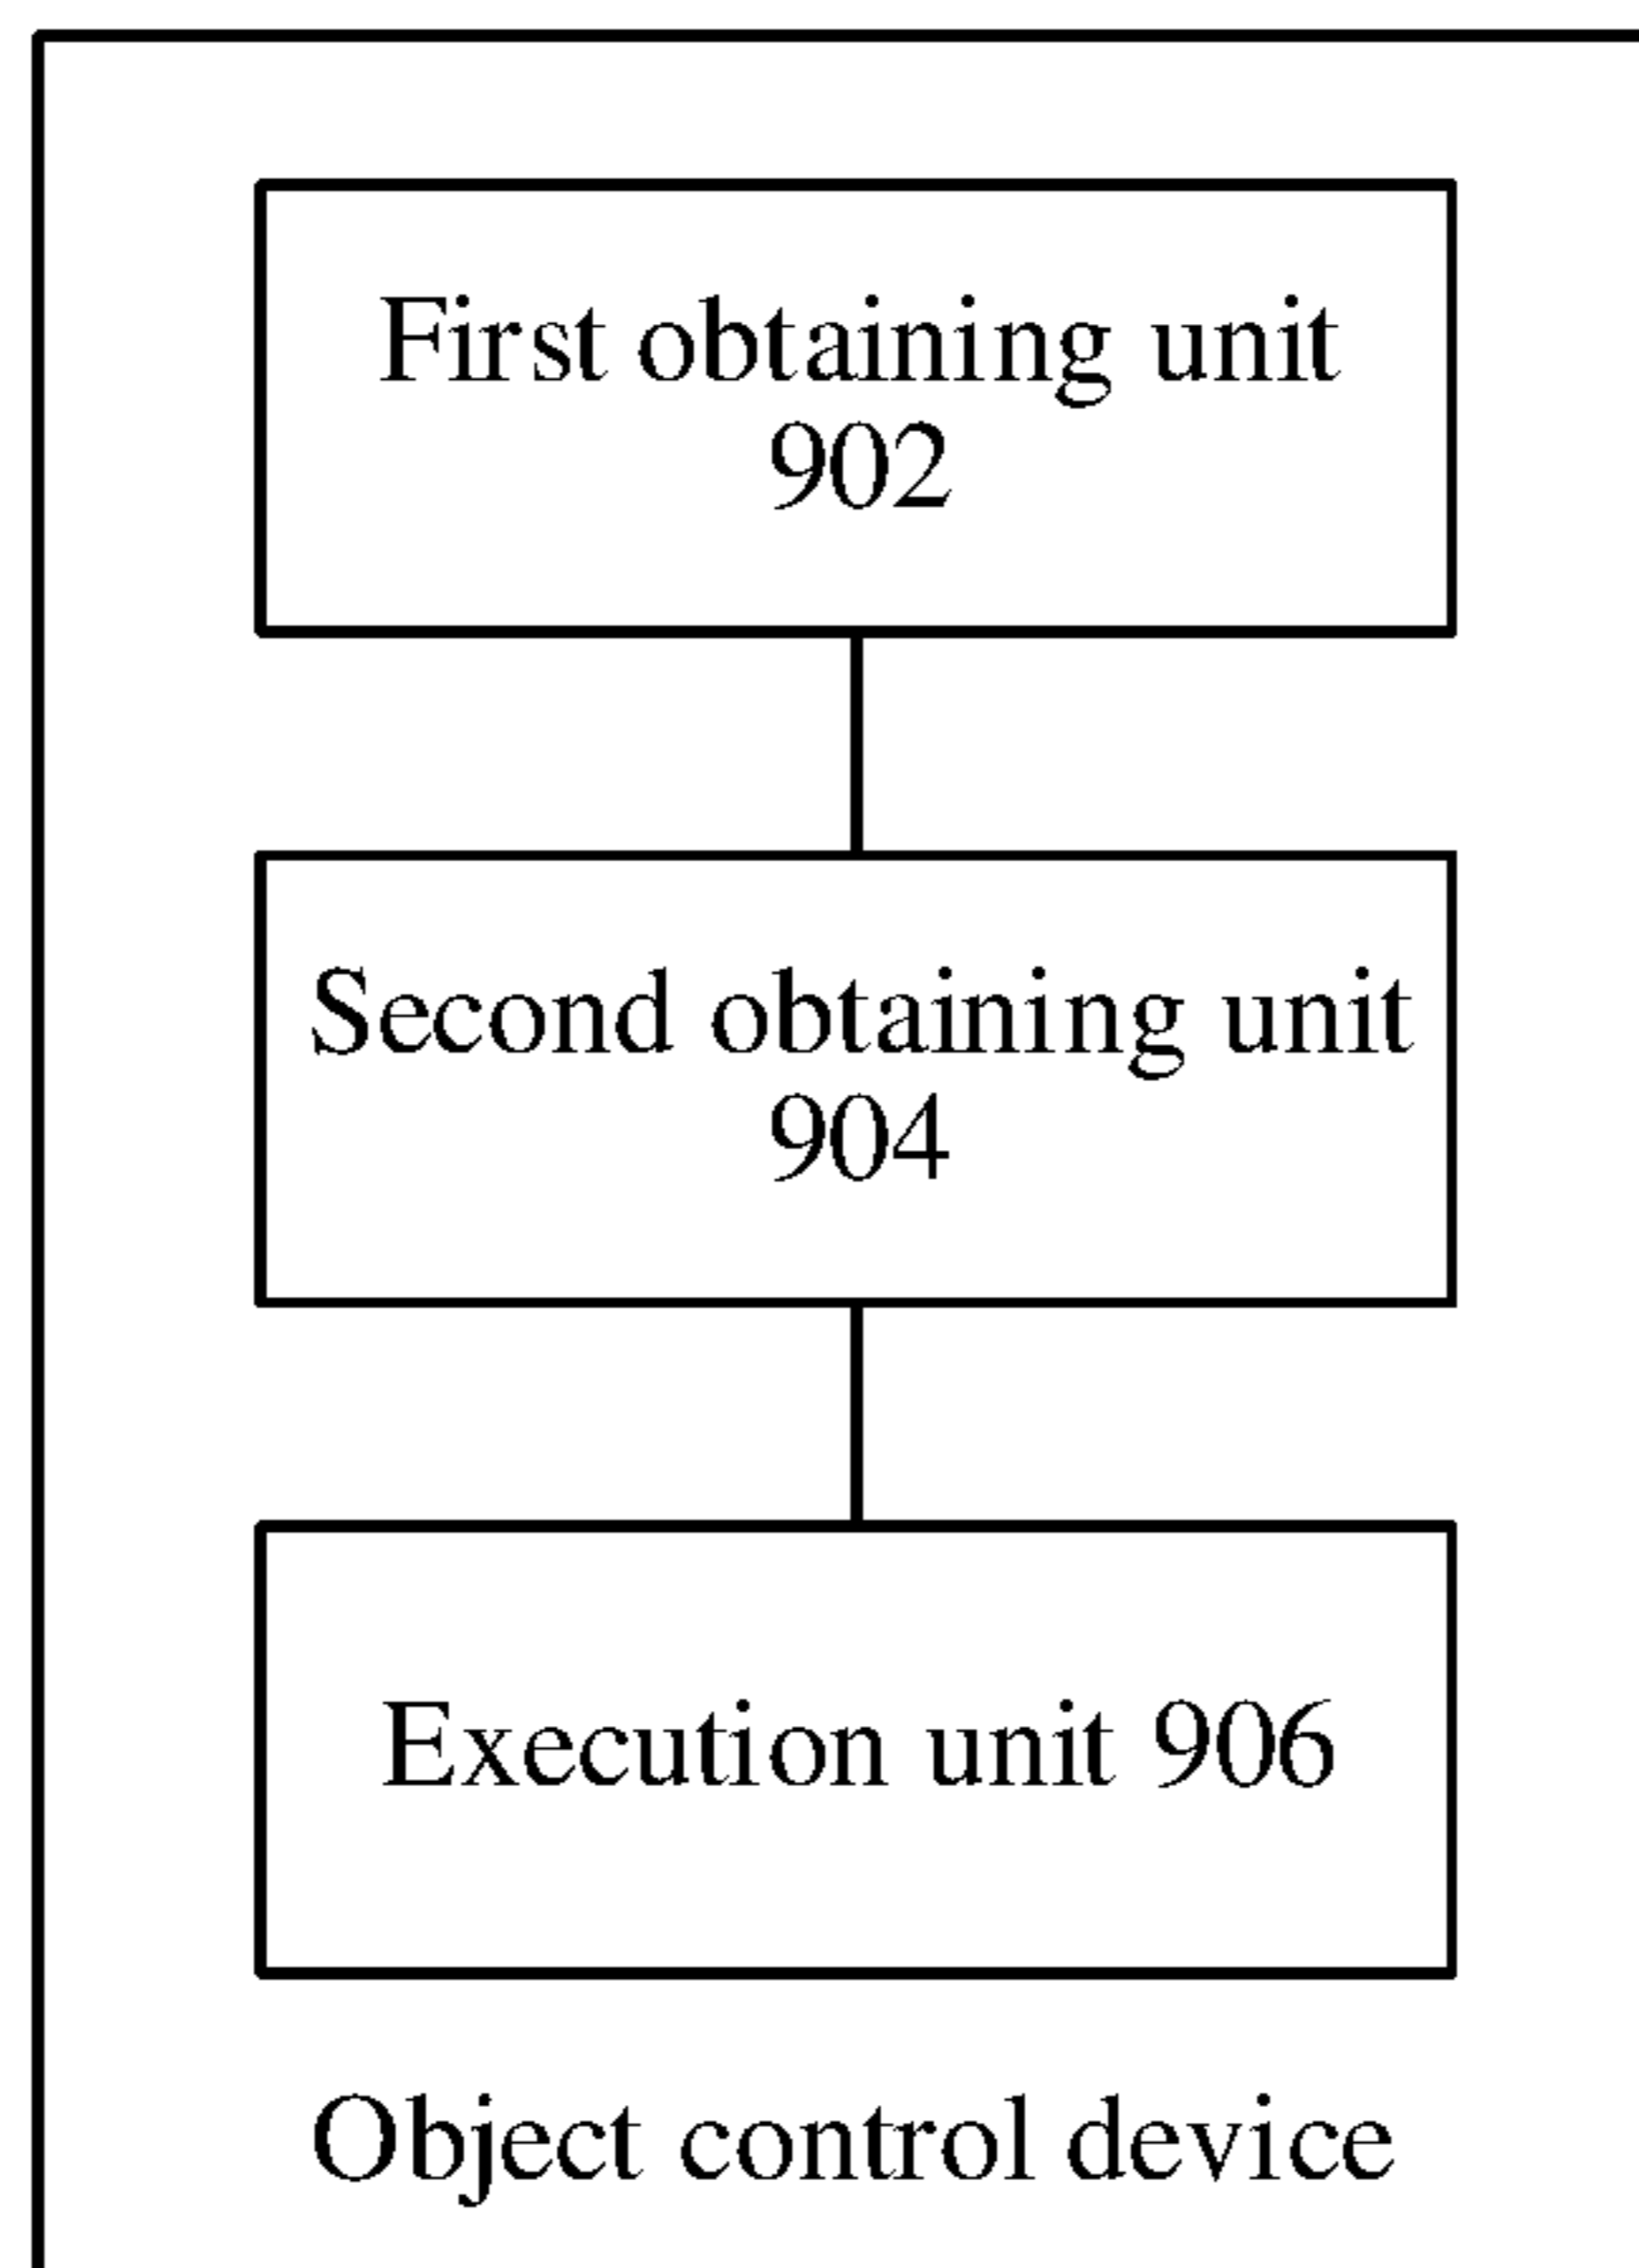 First obtaining unit
902
Second obtaining unit
904
Execution unit 906
Object control device